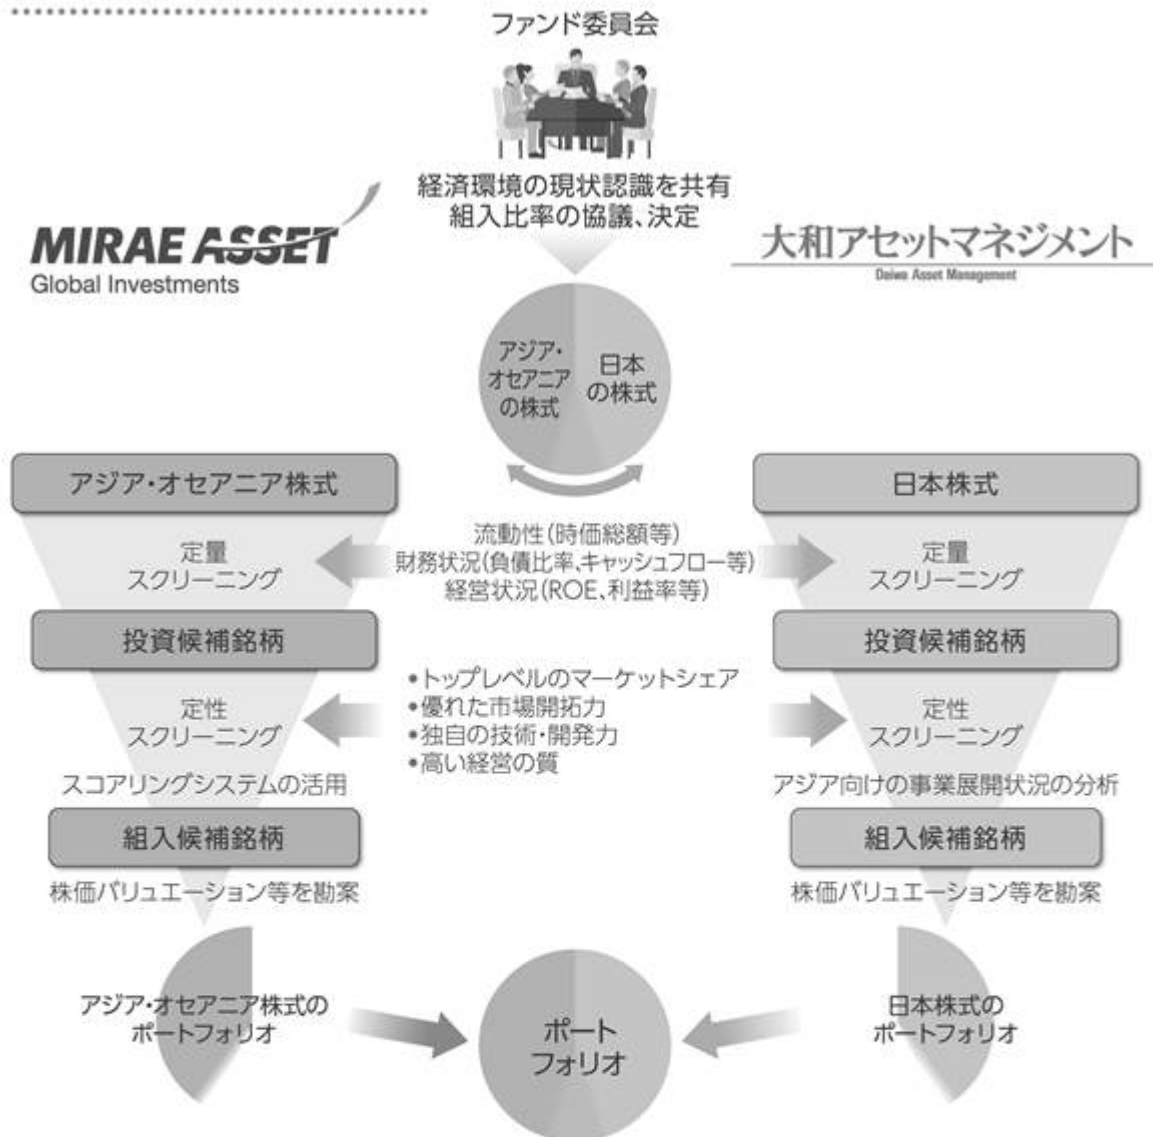 ファンド委員会
経済環境の現状認識を共有
組入比率の協議、決定
MIRAE ASSET
Global Investments
大和アセットマネジメント
Daiwa Asset Management
アジア・
オセアニア
の株式
日本
の株式
アジア・オセアニア株式
日本株式
定量
スクリーニング
流動性(時価総額等)
財務状況(負債比率、キャッシュフロー等)
経営状況(ROE、利益率等)
定量
スクリーニング
投資候補銘柄
投資候補銘柄
定性
スクリーニング
•トップレベルのマーケットシェア
•優れた市場開拓力
•独自の技術・開発力
•高い経営の質
定性
スクリーニング
スコアリングシステムの活用
アジア向けの事業展開状況の分析
組入候補銘柄
組入候補銘柄
株価バリュエーション等を勘案
株価バリュエーション等を勘案
アジア・オセアニア株式の
ポートフォリオ
ポート
フォリオ
日本株式の
ポートフォリオ